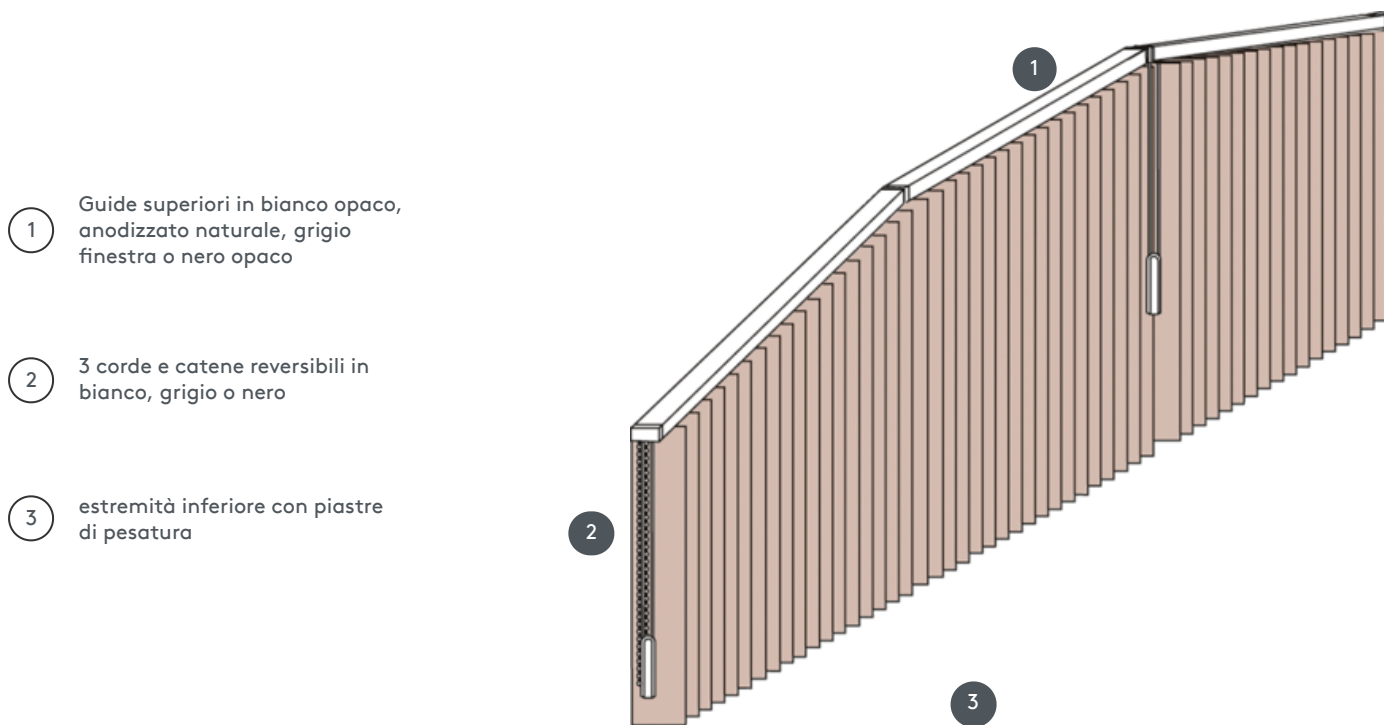 1
Guide superiori in bianco opaco,
anodizzato naturale, grigio
finestra o nero opaco
2
3 corde e catene reversibili in
bianco, grigio o nero
3
estremità inferiore con piastre
di pesatura
1
2
3